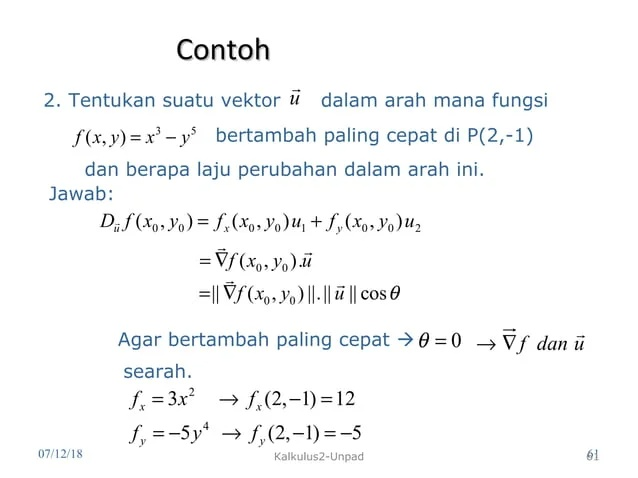 Contoh
2. Tentukan suatu vektor u⃗ dalam arah mana fungsi
f(x, y) = x³ − y⁵ bertambah paling cepat di P(2,-1)
dan berapa laju perubahan dalam arah ini.
Jawab:
D_u⃗ f(x₀, y₀) = fₓ(x₀, y₀)u₁ + f_y(x₀, y₀)u₂
= ∇⃗f(x₀, y₀).u⃗
=|| ∇⃗f(x₀, y₀) ||.|| u⃗ || cos θ
Agar bertambah paling cepat → θ = 0 → ∇⃗f dan u⃗
searah.
fₓ = 3x² → fₓ(2,−1) = 12
f_y = −5y⁴ → f_y(2,−1) = −5
07/12/18 Kalkulus2-Unpad 61